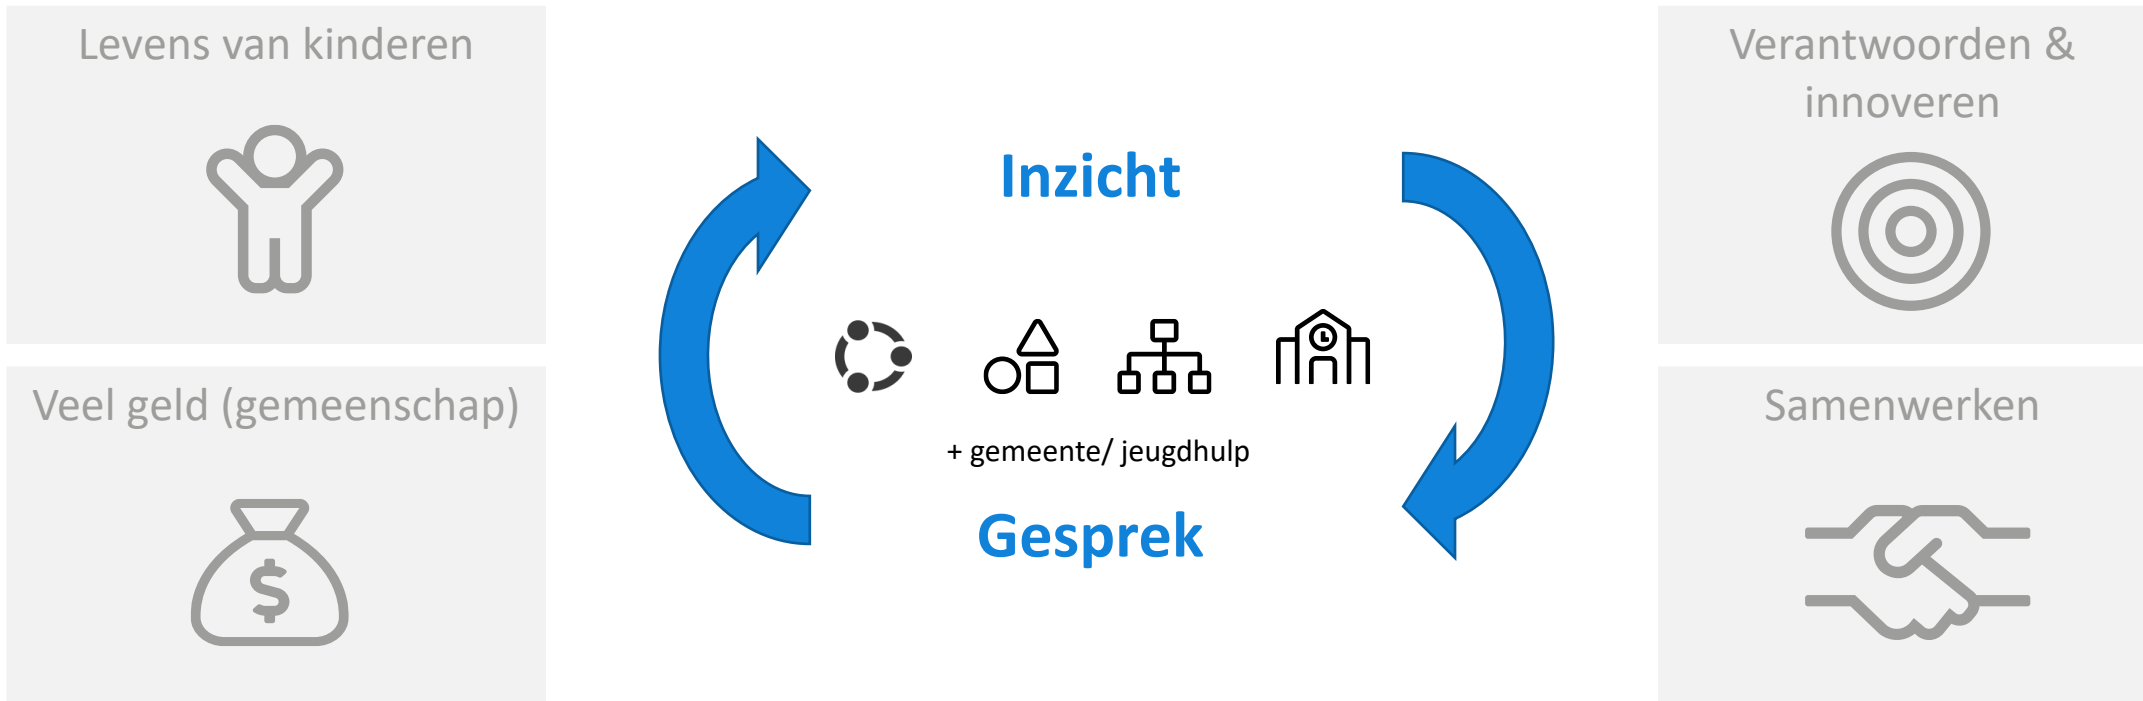 Levens van kinderen
Veel geld (gemeenschap)
$
Inzicht
+ gemeente/ jeugdhulp
Gesprek
Verantwoorden &
innoveren
Samenwerken